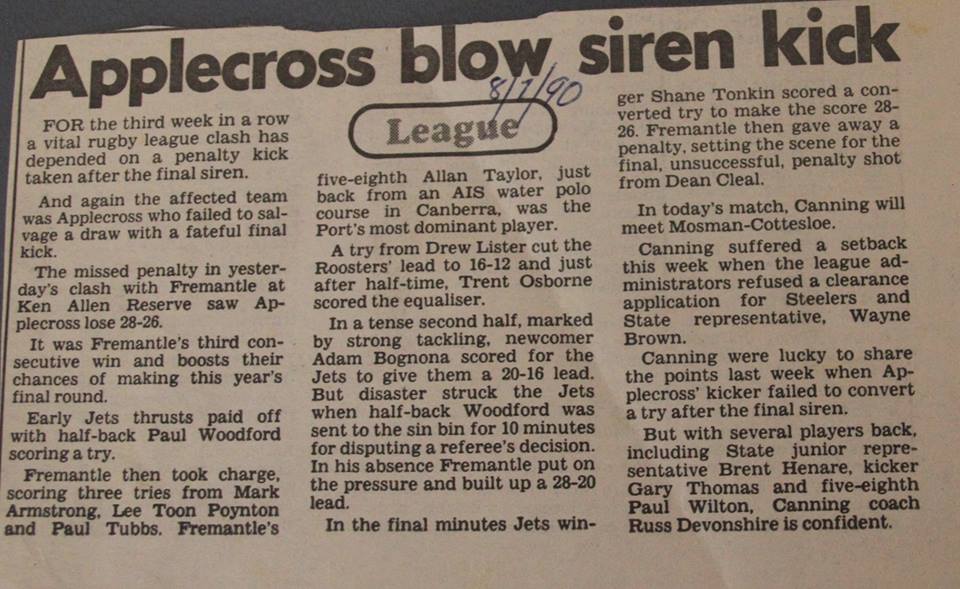 Applecross blow siren kick
8/7/90
League
FOR the third week in a row
a vital rugby league clash has
depended on a penalty kick
taken after the final siren.
And again the affected team
was Applecross who failed to sal-
vage a draw with a fateful final
kick.
The missed penalty in yester-
day's clash with Fremantle at
Ken Allen Reserve saw Ap-
plecross lose 28-26.
It was Fremantle's third con-
secutive win and boosts their
chances of making this year's
final round.
Early Jets thrusts paid off
with half-back Paul Woodford
scoring a try.
Fremantle then took charge,
scoring three tries from Mark
Armstrong, Lee Toon Poynton
and Paul Tubbs. Fremantle's
five-eighth Allan Taylor, just
back from an AIS water polo
course in Canberra, was the
Port's most dominant player.
A try from Drew Lister cut the
Roosters' lead to 16-12 and just
after half-time, Trent Osborne
scored the equaliser.
In a tense second half, marked
by strong tackling, newcomer
Adam Bognona scored for the
Jets to give them a 20-16 lead.
But disaster struck the Jets
when half-back Woodford was
sent to the sin bin for 10 minutes
for disputing a referee's decision.
In his absence Fremantle put on
the pressure and built up a 28-20
lead.
In the final minutes Jets win-
ger Shane Tonkin scored a con-
verted try to make the score 28-
26. Fremantle then gave away a
penalty, setting the scene for the
final, unsuccessful, penalty shot
from Dean Cleal.
In today's match, Canning will
meet Mosman-Cottesloe.
Canning suffered a setback
this week when the league ad-
ministrators refused a clearance
application for Steelers and
State representative, Wayne
Brown.
Canning were lucky to share
the points last week when Ap-
plecross' kicker failed to convert
a try after the final siren.
But with several players back,
including State junior repre-
sentative Brent Henare, kicker
Gary Thomas and five-eighth
Paul Wilton, Canning coach
Russ Devonshire is confident.